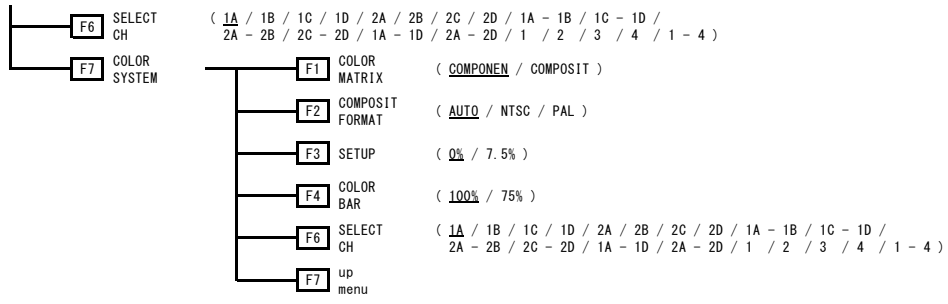 F6 SELECT CH ( 1A / 1B / 1C / 1D / 2A / 2B / 2C / 2D / 1A - 1B / 1C - 1D /
2A - 2B / 2C - 2D / 1A - 1D / 2A - 2D / 1 / 2 / 3 / 4 / 1 - 4 )
F7 COLOR SYSTEM
F1 COLOR MATRIX ( COMPONEN / COMPOSIT )
F2 COMPOSIT FORMAT ( AUTO / NTSC / PAL )
F3 SETUP ( 0% / 7.5% )
F4 COLOR BAR ( 100% / 75% )
F6 SELECT CH ( 1A / 1B / 1C / 1D / 2A / 2B / 2C / 2D / 1A - 1B / 1C - 1D /
2A - 2B / 2C - 2D / 1A - 1D / 2A - 2D / 1 / 2 / 3 / 4 / 1 - 4 )
F7 up menu